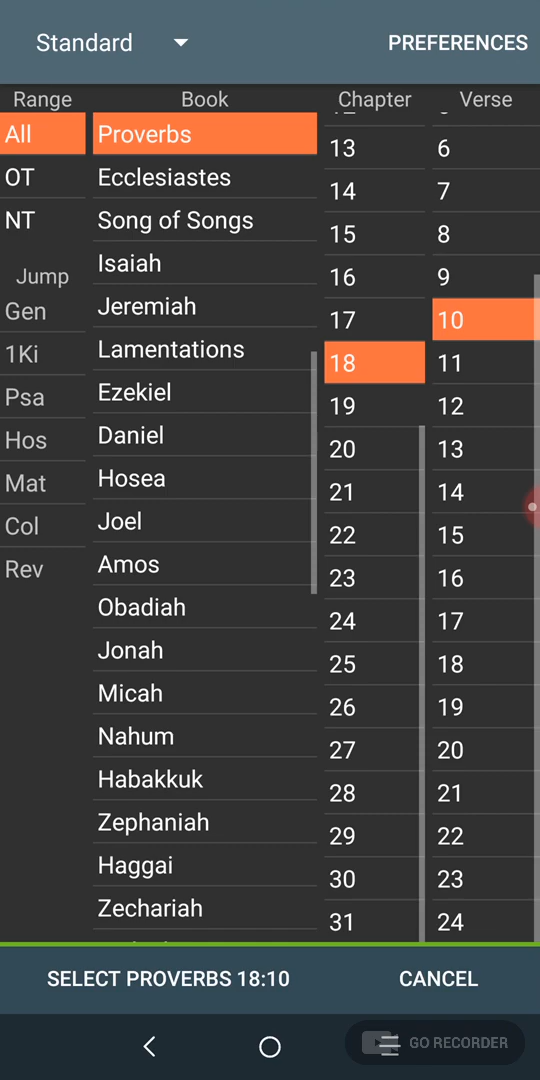 Standard
PREFERENCES
Range
Book
Chapter
Verse
All
OT
NT
Jump
Gen
1Ki
Psa
Hos
Mat
Col
Rev
Proverbs
Ecclesiastes
Song of Songs
Isaiah
Jeremiah
Lamentations
Ezekiel
Daniel
Hosea
Joel
Amos
Obadiah
Jonah
Micah
Nahum
Habakkuk
Zephaniah
Haggai
Zechariah
13
14
15
16
17
18
19
20
21
22
23
24
25
26
27
28
29
30
31
6
7
8
9
10
11
12
13
14
15
16
17
18
19
20
21
22
23
24
SELECT PROVERBS 18:10
CANCEL
GO RECORDER